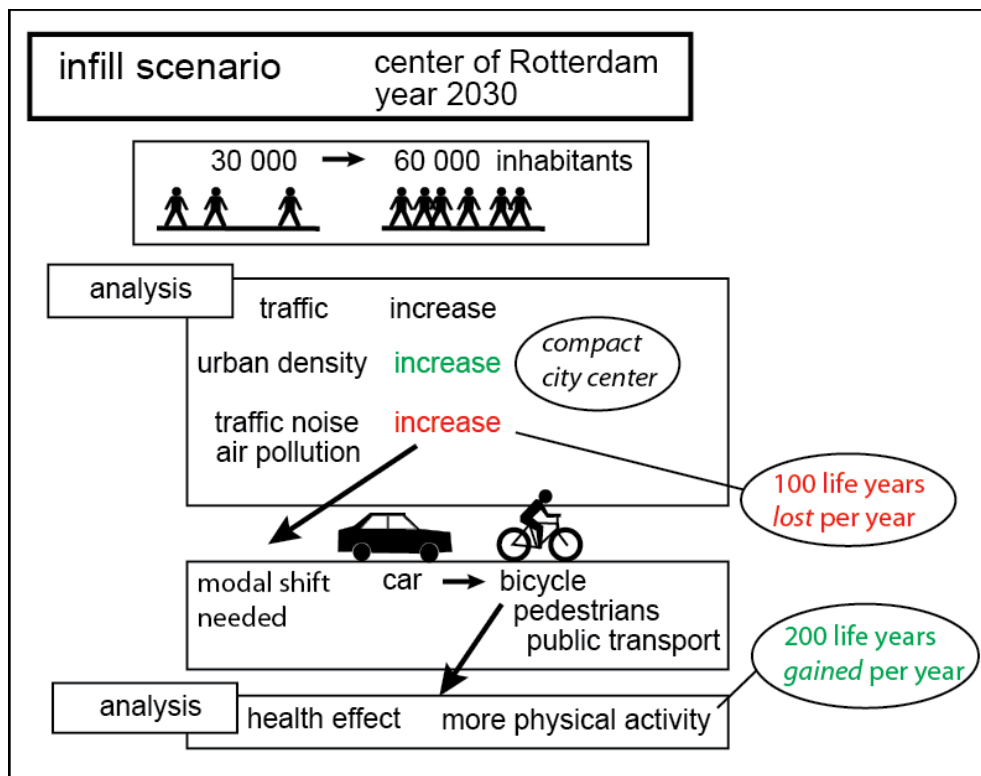 infill scenario center of Rotterdam
year 2030
30 000 → 60 000 inhabitants
analysis
traffic increase
urban density increase
compact
city center
traffic noise increase
air pollution
100 life years
lost per year
modal shift car → bicycle
needed pedestrians
public transport
200 life years
gained per year
analysis
health effect more physical activity